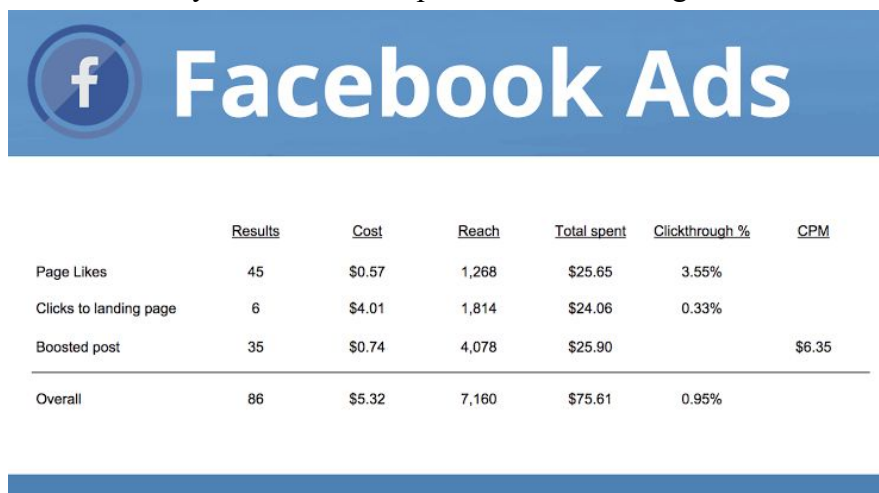 f Facebook Ads
Results Cost Reach Total spent Clickthrough % CPM
Page Likes 45 $0.57 1,268 $25.65 3.55%
Clicks to landing page 6 $4.01 1,814 $24.06 0.33%
Boosted post 35 $0.74 4,078 $25.90 $6.35
Overall 86 $5.32 7,160 $75.61 0.95%